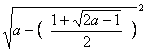 √(a−( (1+√(2a−1))/2 )²)